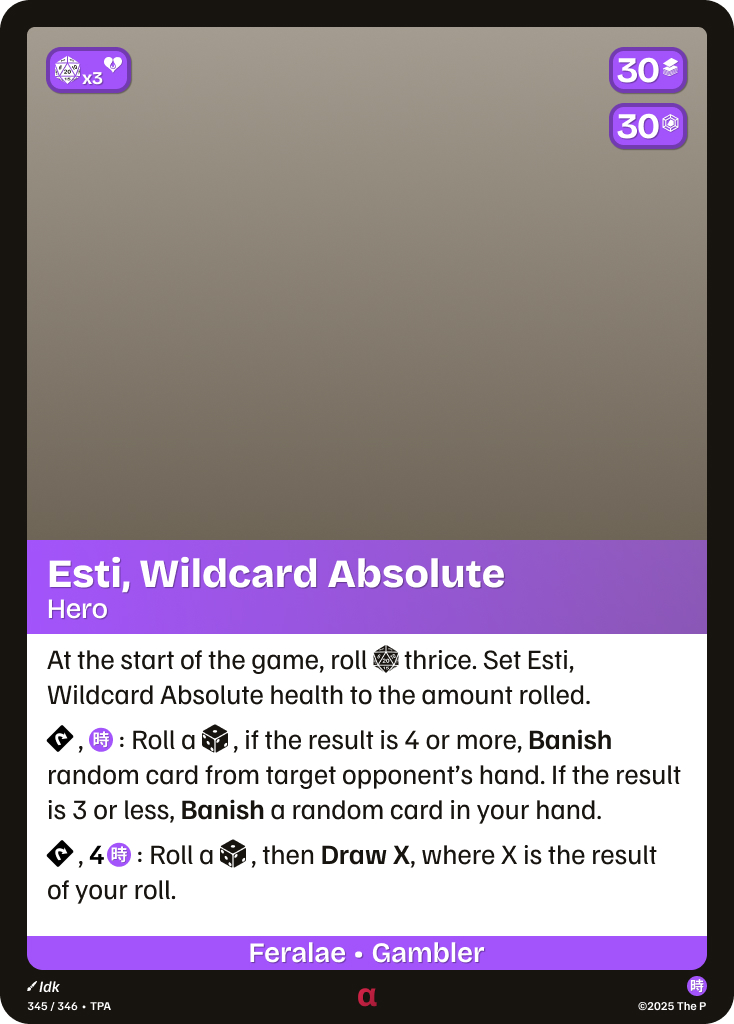 x3
30
30
Esti, Wildcard Absolute
Hero
At the start of the game, roll 20 thrice. Set Esti,
Wildcard Absolute health to the amount rolled.
, 時 : Roll a , if the result is 4 or more, Banish
random card from target opponent’s hand. If the result
is 3 or less, Banish a random card in your hand.
, 4 時 : Roll a , then Draw X, where X is the result
of your roll.
Feralae • Gambler
Idk
345 / 346 • TPA
α
時
©2025 The P